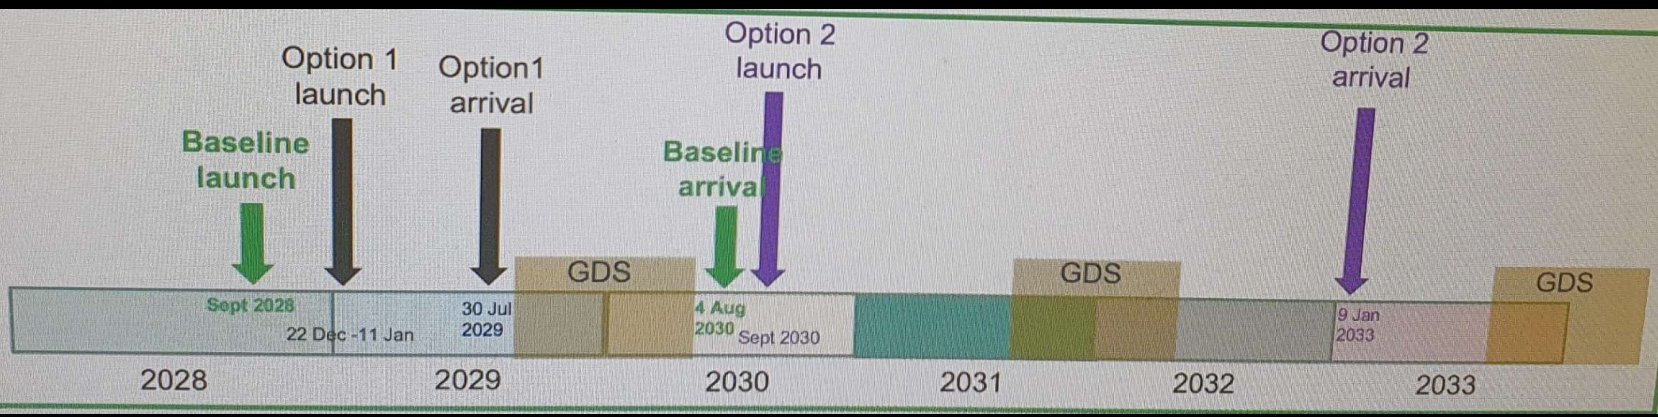 Option 1
launch
Option1
arrival
Option 2
launch
Option 2
arrival
Baseline
launch
Baseline
arrival
GDS
GDS
GDS
Sept 2028
22 Dec -11 Jan
30 Jul
2029
4 Aug
2030
Sept 2030
9 Jan
2033
2028
2029
2030
2031
2032
2033